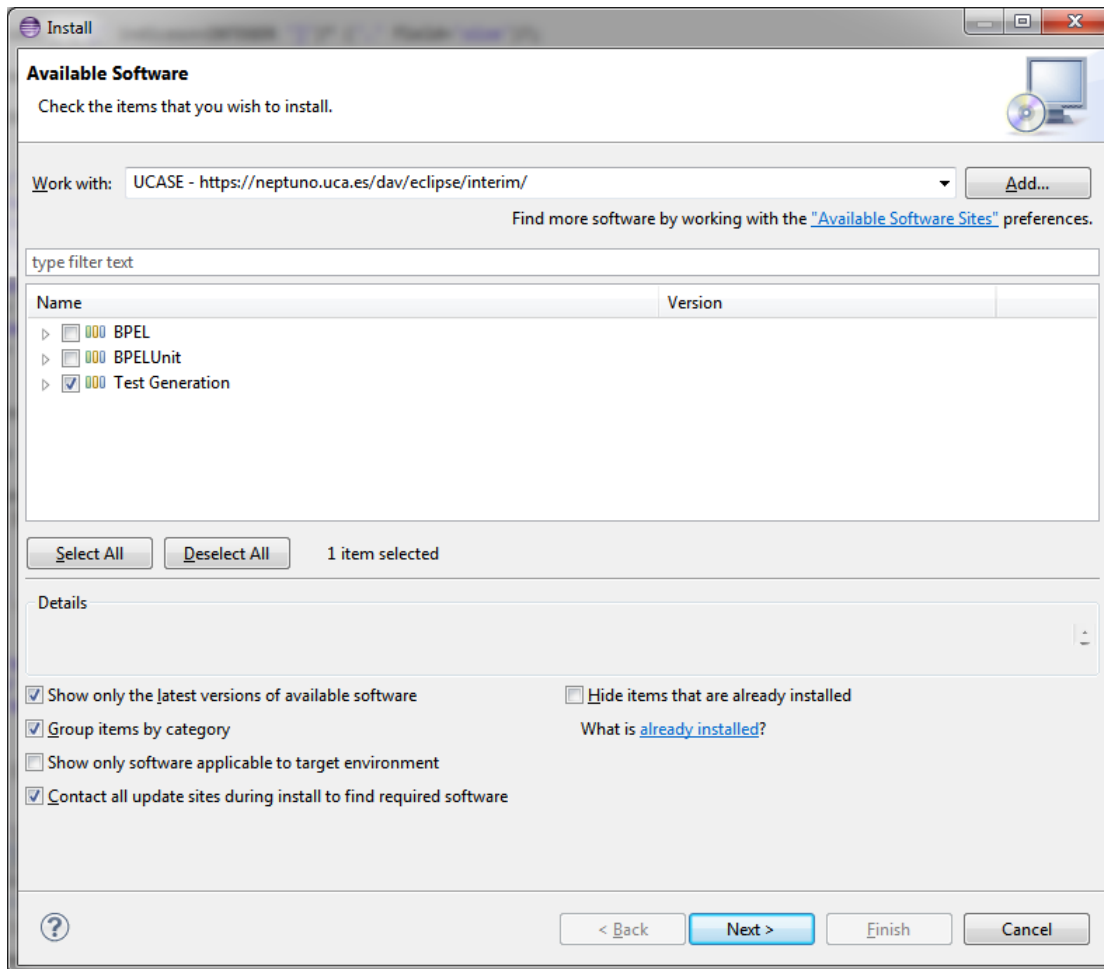 Install
Available Software
Check the items that you wish to install.
Work with: UCASE - https://neptuno.uca.es/dav/eclipse/interim/ Add...
Find more software by working with the "Available Software Sites" preferences.
type filter text
Name Version
BPEL
BPELUnit
Test Generation
Select All Deselect All 1 item selected
Details
Show only the latest versions of available software Hide items that are already installed
Group items by category What is already installed?
Show only software applicable to target environment
Contact all update sites during install to find required software
? < Back Next > Finish Cancel